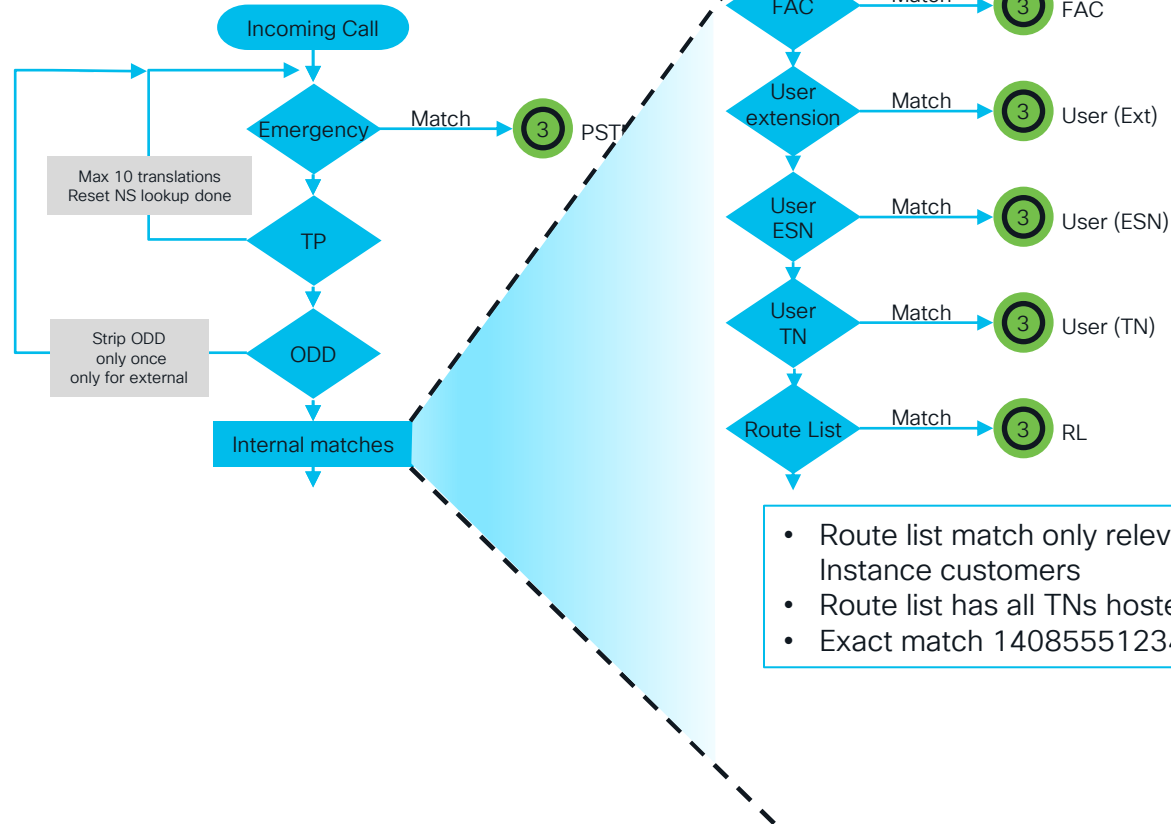 Incoming Call
Emergency
Match
3
Max 10 translations
Reset NS lookup done
TP
Strip ODD
only once
only for external
ODD
Internal matches
FAC
Match
3
FAC
User
extension
Match
3
User (Ext)
User
ESN
Match
3
User (ESN)
User
TN
Match
3
User (TN)
Route List
Match
3
RL
• Route list match only
Instance customers
• Route list has all TNs
• Exact match